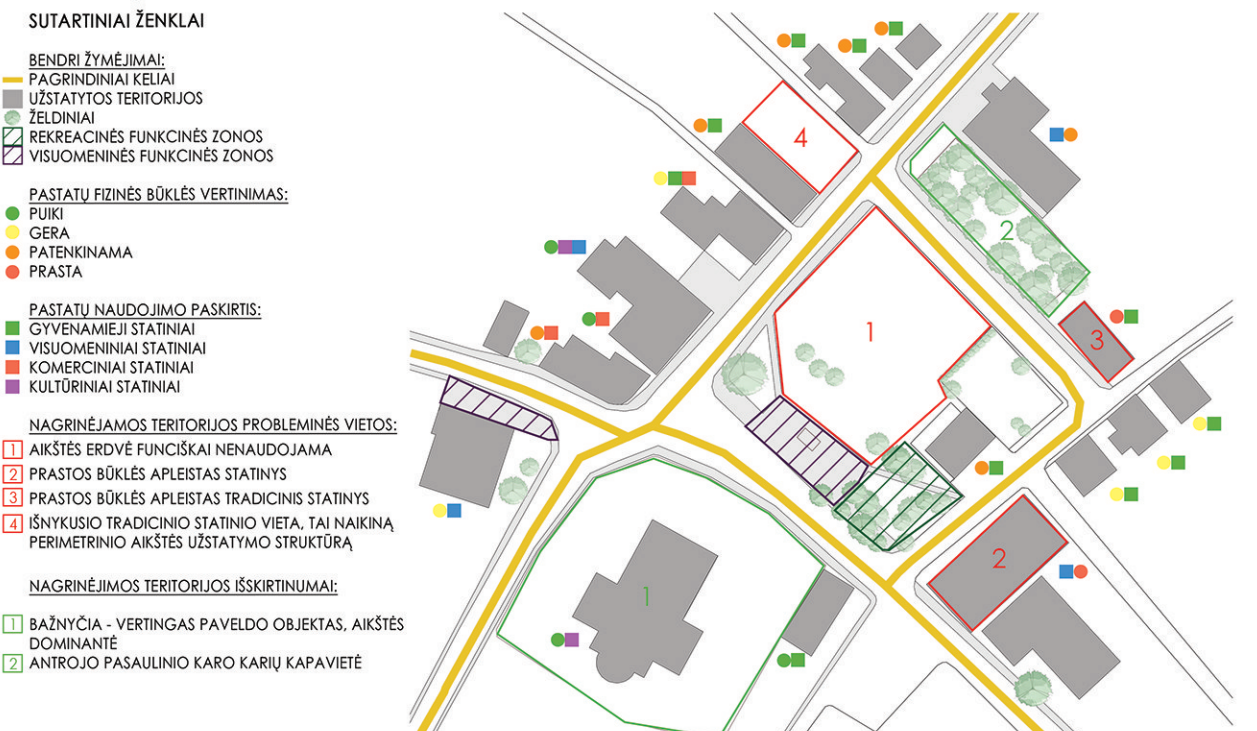 SUTARTINIAI ŽENKLAI
BENDRI ŽYMĖJIMAI:
PAGRINDINIAI KELIAI
UŽSTATYTOS TERITORIJOS
ŽELDINIAI
REKREACINĖS FUNKCINĖS ZONOS
VISUOMENINĖS FUNKCINĖS ZONOS
PASTATŲ FIZINĖS BŪKLĖS VERTINIMAS:
PUIKI
GERA
PATENKINAMA
PRASTA
PASTATŲ NAUDOJIMO PASKIRTIS:
GYVENAMIEJI STATINIAI
VISUOMENINIAI STATINIAI
KOMERCINIAI STATINIAI
KULTŪRINIAI STATINIAI
NAGRINĖJAMOS TERITORIJOS PROBLEMINĖS VIETOS:
1 AIKŠTĖS ERDVĖ FUNCIŠKAI NENAUDOJAMA
2 PRASTOS BŪKLĖS APLEISTAS STATINYS
3 PRASTOS BŪKLĖS APLEISTAS TRADICINIS STATINYS
4 IŠNYKUSIO TRADICINIO STATINIO VIETA, TAI NAIKINĄ
PERIMETRINIO AIKŠTĖS UŽSTATYMO STRUKTŪRĄ
NAGRINĖJIMOS TERITORIJOS IŠSKIRTINUMAI:
1 BAŽNYČIA - VERTINGAS PAVELDO OBJEKTAS, AIKŠTĖS
DOMINANTĖ
2 ANTROJO PASAULINIO KARO KARIŲ KAPAVIETĖ
4
2
1
3
2
1